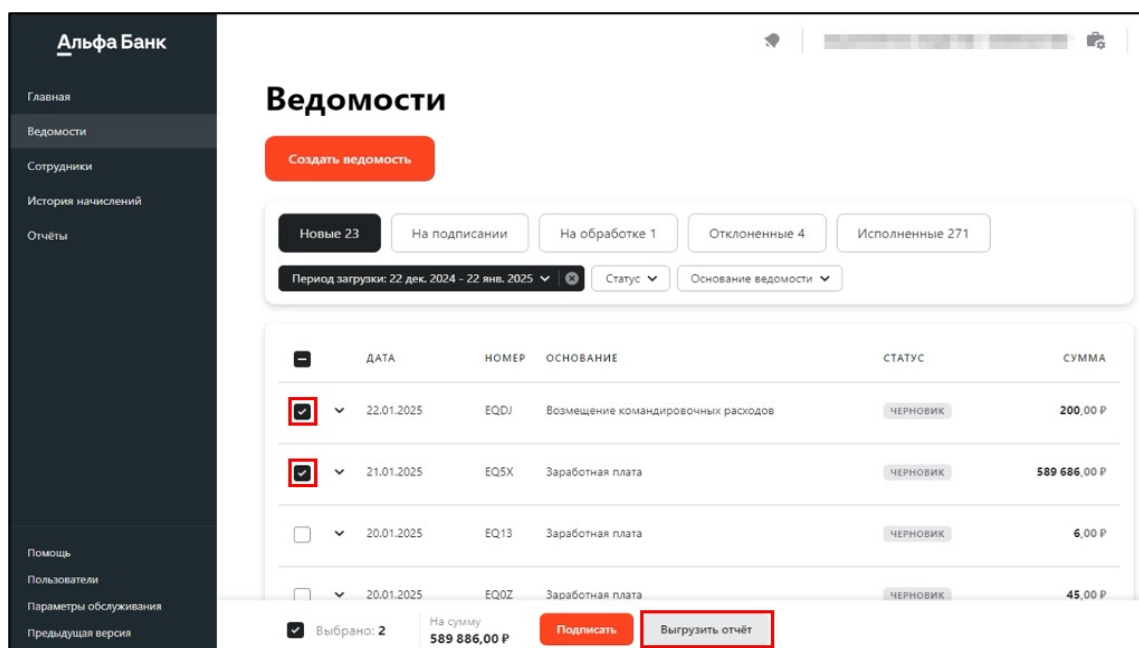 Альфа Банк
Главная
Ведомости
Сотрудники
История начислений
Отчёты
Помощь
Пользователи
Параметры обслуживания
Предыдущая версия
Ведомости
Создать ведомость
Новые 23 На подписании На обработке 1 Отклоненные 4 Исполненные 271
Период загрузки: 22 дек. 2024 - 22 янв. 2025 Статус Основание ведомости
ДАТА НОМЕР ОСНОВАНИЕ СТАТУС СУММА
22.01.2025 EQDJ Возмещение командировочных расходов ЧЕРНОВИК 200,00 ₽
21.01.2025 EQ5X Заработная плата ЧЕРНОВИК 589 686,00 ₽
20.01.2025 EQ13 Заработная плата ЧЕРНОВИК 6,00 ₽
20.01.2025 EQ0Z Заработная плата ЧЕРНОВИК 45,00 ₽
Выбрано: 2 На сумму Подписать Выгрузить отчёт
589 886,00 ₽